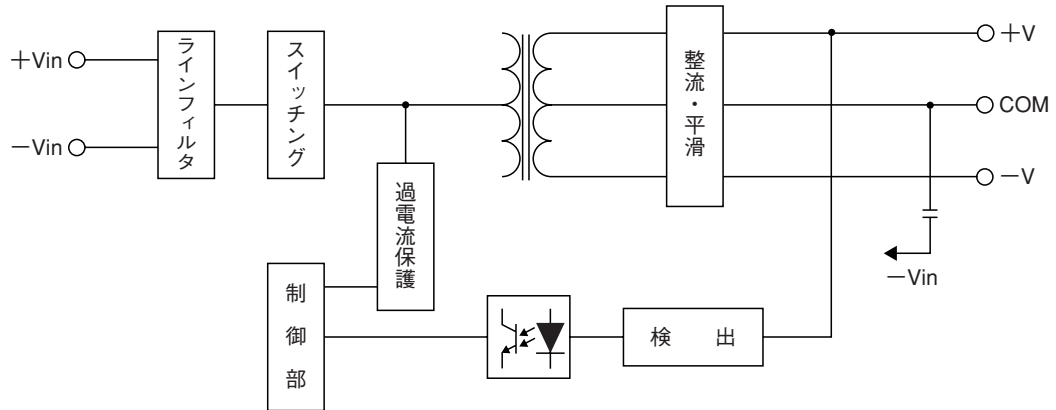 ＋Vin
－Vin
ラインフィルタ
スイッチング
過電流保護
制御部
整流・平滑
検出
＋V
COM
－V
－Vin